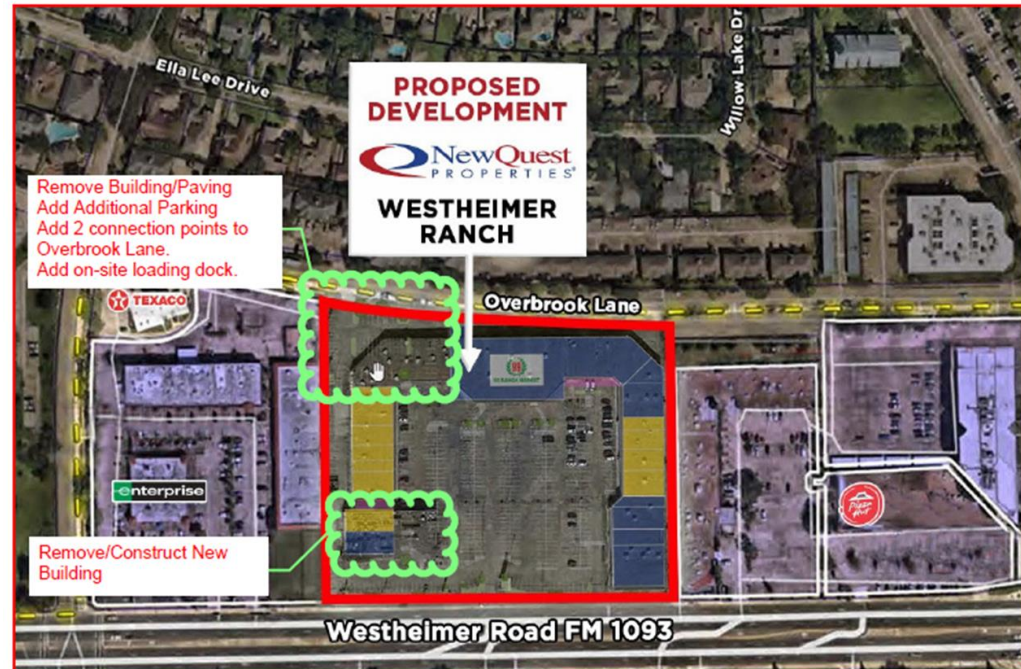 Ella Lee Drive
Willow Lake Dr
PROPOSED
DEVELOPMENT
NewQuest
PROPERTIES®
WESTHEIMER
RANCH
Remove Building/Paving
Add Additional Parking
Add 2 connection points to
Overbrook Lane.
Add on-site loading dock.
TEXACO
Overbrook Lane
enterprise
Pizza
Hut
Remove/Construct New
Building
Westheimer Road FM 1093